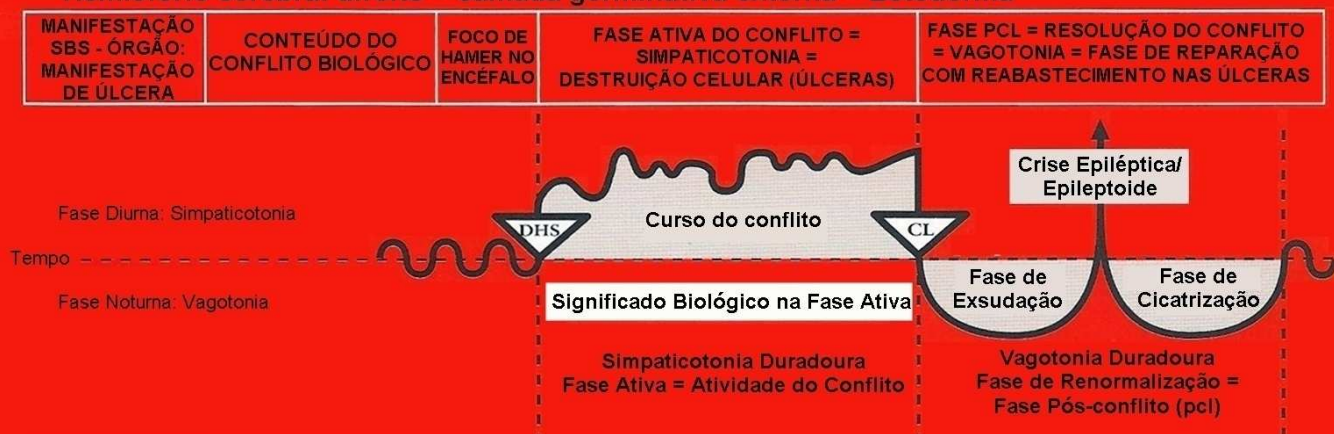 MANIFESTAÇÃO
SBS - ÓRGÃO:
MANIFESTAÇÃO
DE ÚLCERA
CONTEÚDO DO
CONFLITO BIOLÓGICO
FOCO DE
HAMER NO
ENCÉFALO
FASE ATIVA DO CONFLITO =
SIMPATICOTONIA =
DESTRUIÇÃO CELULAR (ÚLCERAS)
FASE PCL = RESOLUÇÃO DO CONFLITO
= VAGOTONIA = FASE DE REPARAÇÃO
COM REABASTECIMENTO NAS ÚLCERAS
Crise Epiléptica/
Epileptoide
Fase Diurna: Simpaticotonia
DHS
Curso do conflito
CL
Tempo
Fase Noturna: Vagotonia
Significado Biológico na Fase Ativa
Fase de
Exsudação
Fase de
Cicatrização
Simpaticotonia Duradoura
Fase Ativa = Atividade do Conflito
Vagotonia Duradoura
Fase de Renormalização =
Fase Pós-conflito (pcl)